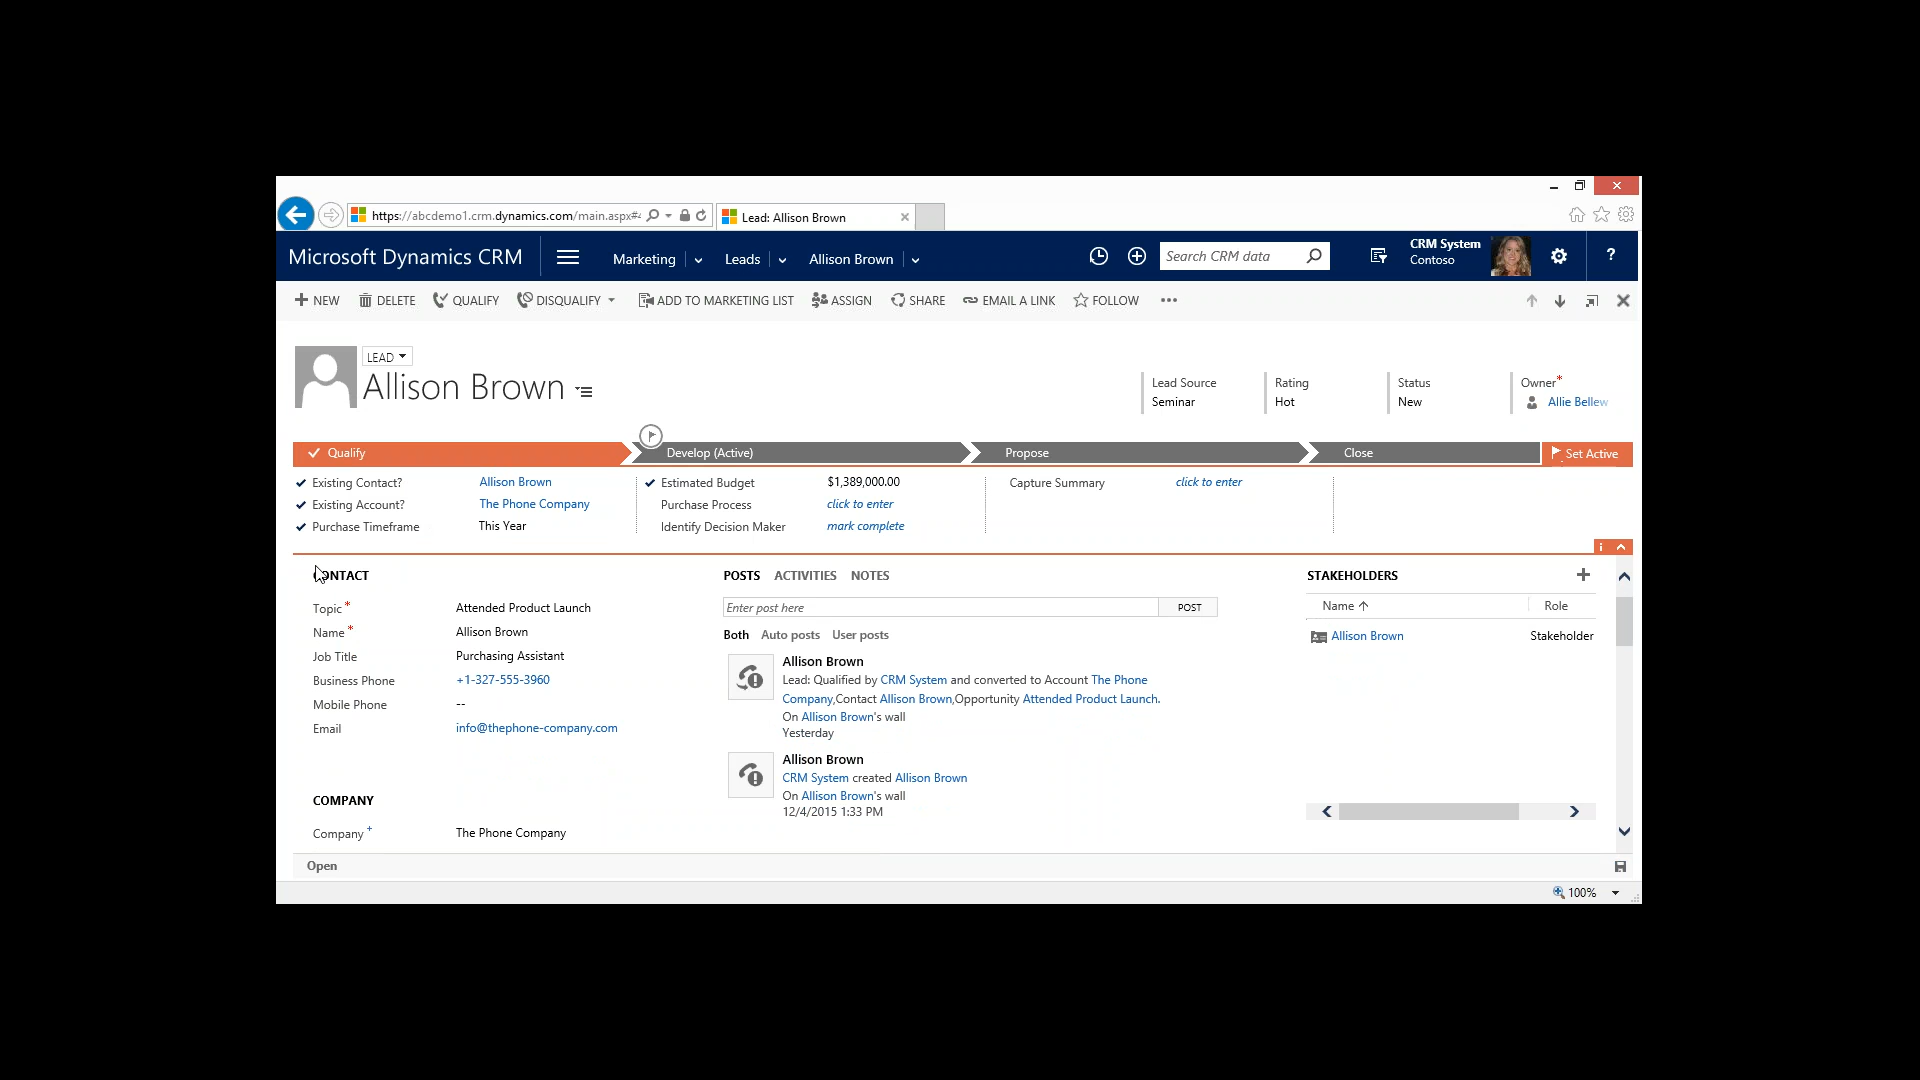 https://abcdemo1.crm.dynamics.com/main.aspx#
Lead: Allison Brown
Microsoft Dynamics CRM
Marketing
Leads
Allison Brown
Search CRM data
CRM System
Contoso
?
NEW
DELETE
QUALIFY
DISQUALIFY
ADD TO MARKETING LIST
ASSIGN
SHARE
EMAIL A LINK
FOLLOW
LEAD
Allison Brown
Lead Source
Seminar
Rating
Hot
Status
New
Owner*
Allie Bellew
Qualify
Develop (Active)
Propose
Close
Set Active
Existing Contact? Allison Brown
Existing Account? The Phone Company
Purchase Timeframe This Year
Estimated Budget $1,389,000.00
Purchase Process click to enter
Identify Decision Maker mark complete
Capture Summary click to enter
CONTACT
Topic* Attended Product Launch
Name* Allison Brown
Job Title Purchasing Assistant
Business Phone +1-327-555-3960
Mobile Phone --
Email info@thephone-company.com
COMPANY
Company+ The Phone Company
POSTS ACTIVITIES NOTES
Enter post here POST
Both Auto posts User posts
Allison Brown
Lead: Qualified by CRM System and converted to Account The Phone
Company,Contact Allison Brown,Opportunity Attended Product Launch.
On Allison Brown's wall
Yesterday
Allison Brown
CRM System created Allison Brown
On Allison Brown's wall
12/4/2015 1:33 PM
STAKEHOLDERS
Name Role
Allison Brown Stakeholder
Open
100%